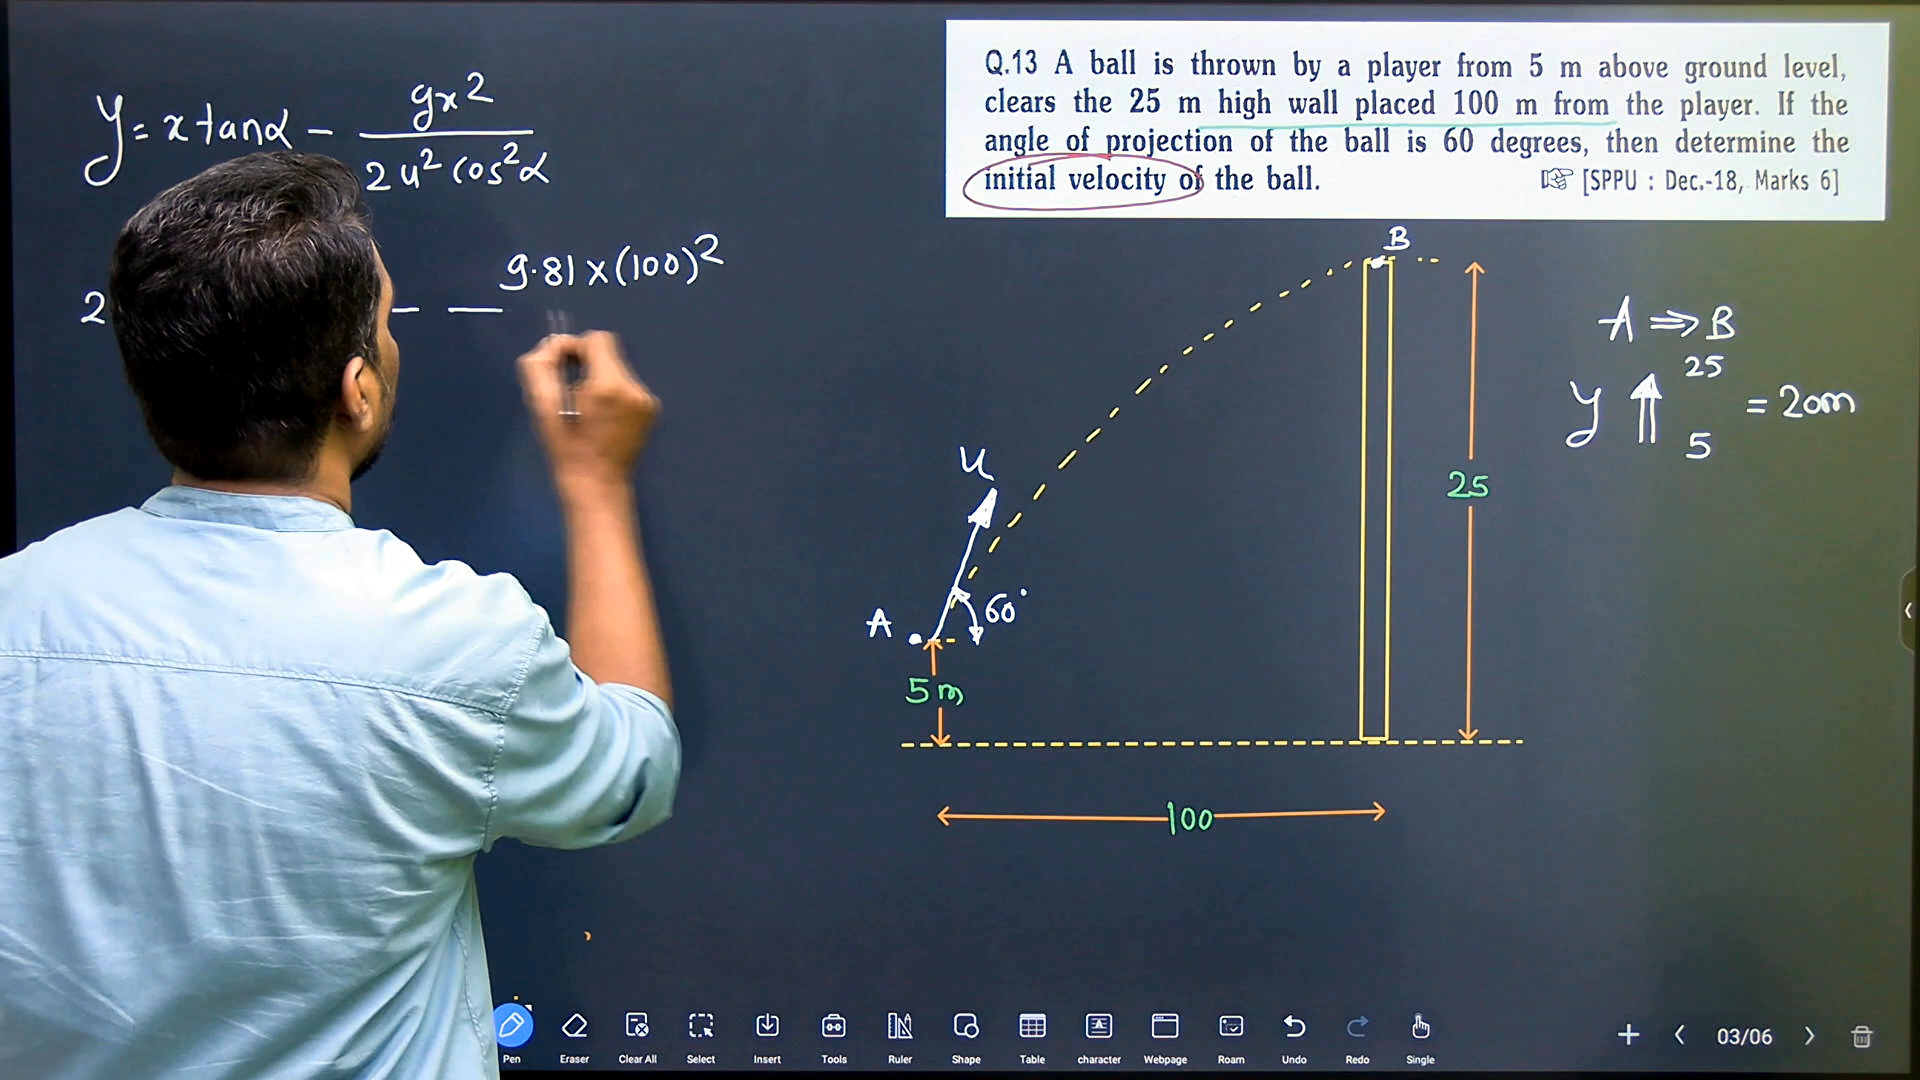 y = x tanα - gx2 / 2u2 cos2α
2 - — 9.81 x (100)2
Q.13 A ball is thrown by a player from 5 m above ground level,
clears the 25 m high wall placed 100 m from the player. If the
angle of projection of the ball is 60 degrees, then determine the
initial velocity of the ball.
☞ [SPPU : Dec.-18, Marks 6]
B
A ⇒ B
25
y ⇑ = 20m
5
u
25
60°
A
5m
100
Pen Eraser Clear All Select Insert Tools Ruler Shape Table character Webpage Roam Undo Redo Single
+ < 03/06 >